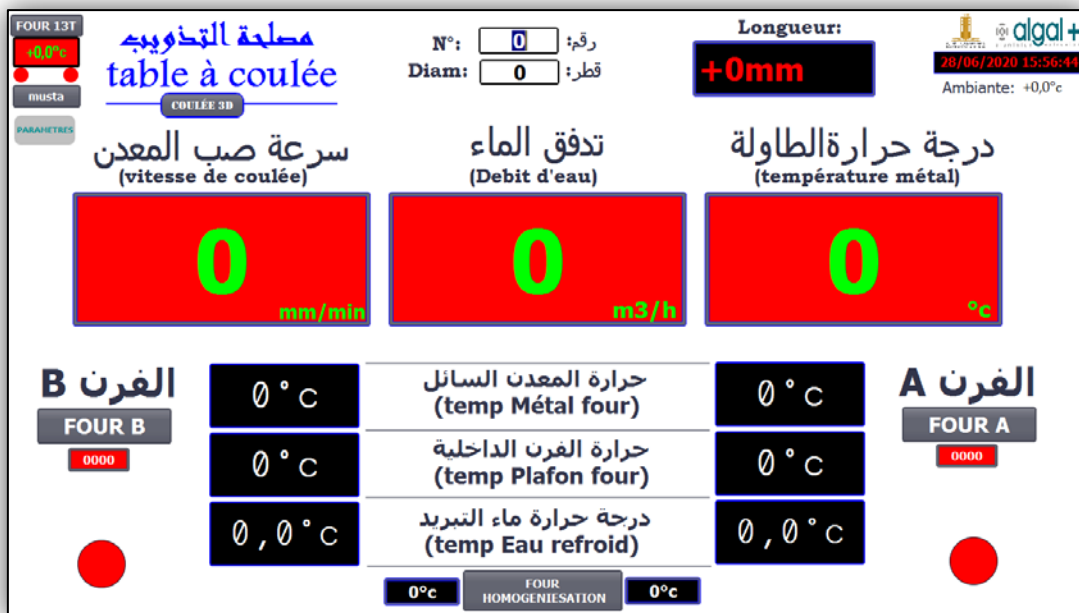 FOUR 13T
+0,0°c
musta
PARAMETRES
مصلحة التذويب
table à coulée
COULÉE 3D
N°: 0 رقم:
Diam: 0 قطر:
Longueur:
+0mm
algal +
28/06/2020 15:56:44
Ambiante: +0,0°c
سرعة صب المعدن
(vitesse de coulée)
0
mm/min
تدفق الماء
(Debit d'eau)
0
m3/h
درجة حرارةالطاولة
(température métal)
0
°c
الفرن B
FOUR B
0000
0°c
حرارة المعدن السائل
(temp Métal four)
0°c
0°c
حرارة الفرن الداخلية
(temp Plafon four)
0°c
0,0°c
درجة حرارة ماء التبريد
(temp Eau refroid)
0,0°c
الفرن A
FOUR A
0000
0°c
FOUR
HOMOGENIESATION
0°c